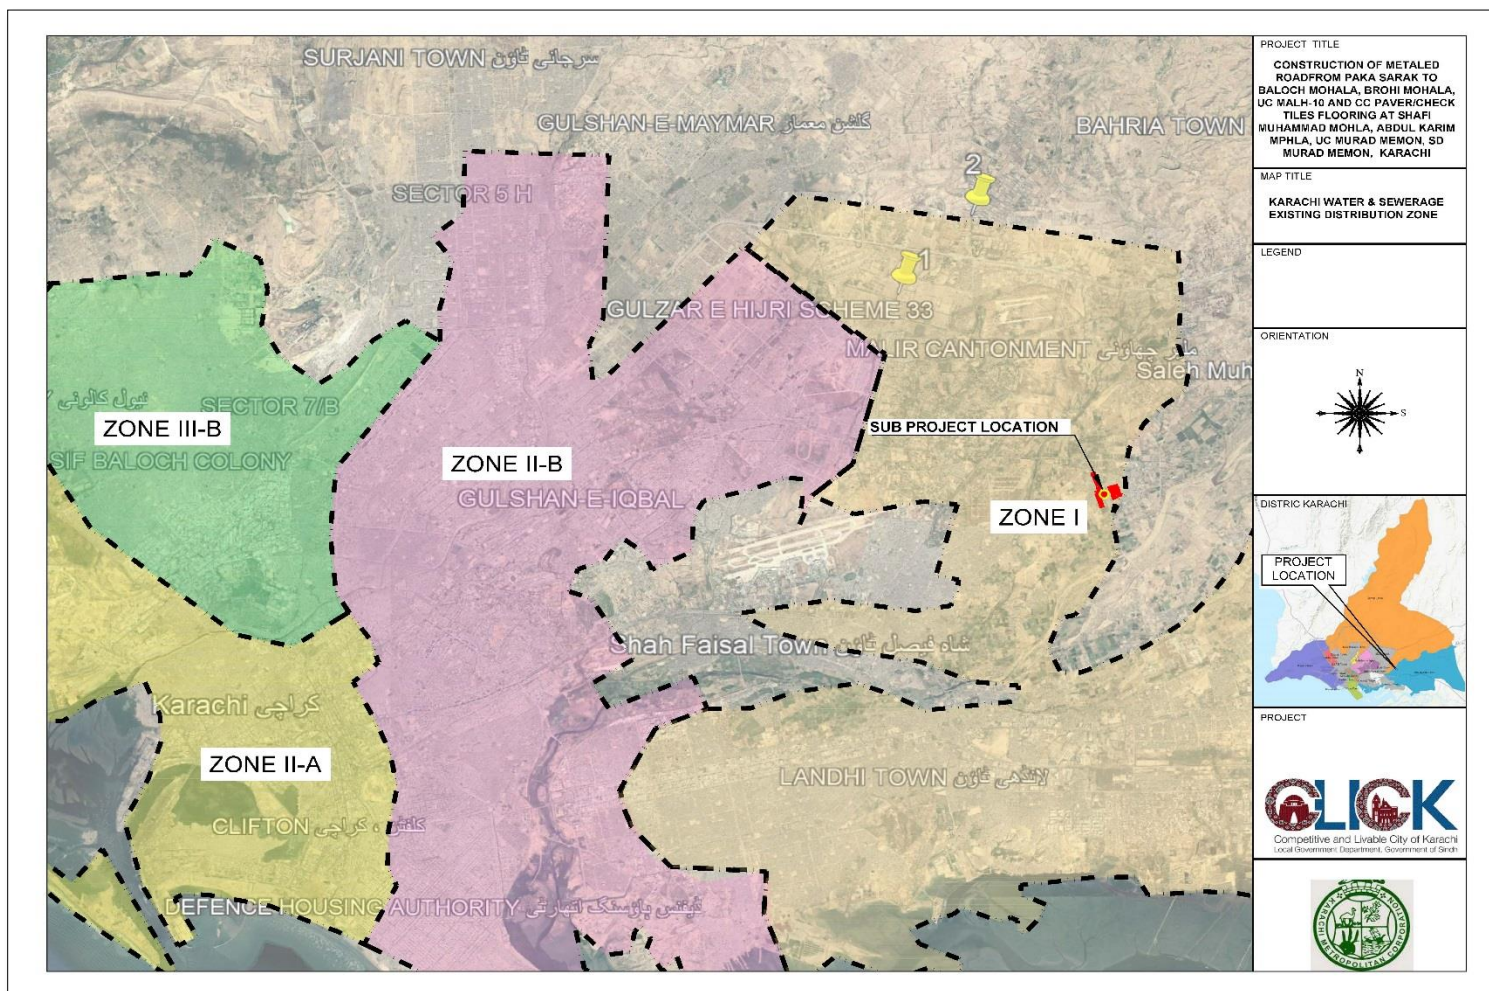 SURJANI TOWN سرجانی ٹاؤن
GULSHAN-E-MAYMAR گلشن معمار
BAHRIA TOWN
2
SECTOR 5 H
1
GULZAR E HIJRI SCHEME 33
MALIR CANTONMENT ملیر چھاؤنی
Saleh Muh
نیول کالونی
SECTOR 7/B
ZONE III-B
SIF BALOCH COLONY
ZONE II-B
GULSHAN-E-IQBAL
SUB PROJECT LOCATION
ZONE I
Shah Faisal Town شاہ فیصل ٹاؤن
Karachi کراچی
ZONE II-A
LANDHI TOWN لانڈھی ٹاؤن
CLIFTON کلفٹن ، کراچی
DEFENCE HOUSING AUTHORITY ڈیفنس ہاؤسنگ اتھارٹی
PROJECT TITLE
CONSTRUCTION OF METALED
ROADFROM PAKA SARAK TO
BALOCH MOHALA, BROHI MOHALA,
UC MALH-10 AND CC PAVER/CHECK
TILES FLOORING AT SHAFI
MUHAMMAD MOHLA, ABDUL KARIM
MPHLA, UC MURAD MEMON, SD
MURAD MEMON, KARACHI
MAP TITLE
KARACHI WATER & SEWERAGE
EXISTING DISTRIBUTION ZONE
LEGEND
ORIENTATION
N
S
DISTRIC KARACHI
PROJECT
LOCATION
PROJECT
CLICK
Competitive and Livable City of Karachi
Local Government Department, Government of Sindh
KARACHI METROPOLITAN CORPORATION